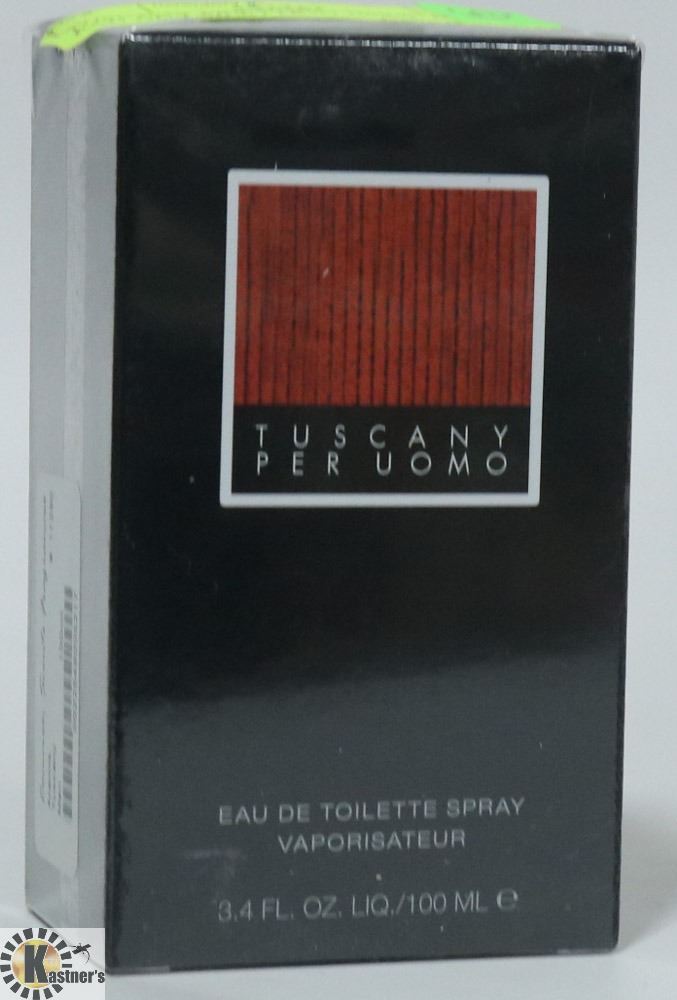 TUSCANY
PER UOMO
EAU DE TOILETTE SPRAY
VAPORISATEUR
3.4 FL. OZ. LIQ./100 ML e
Kastner's